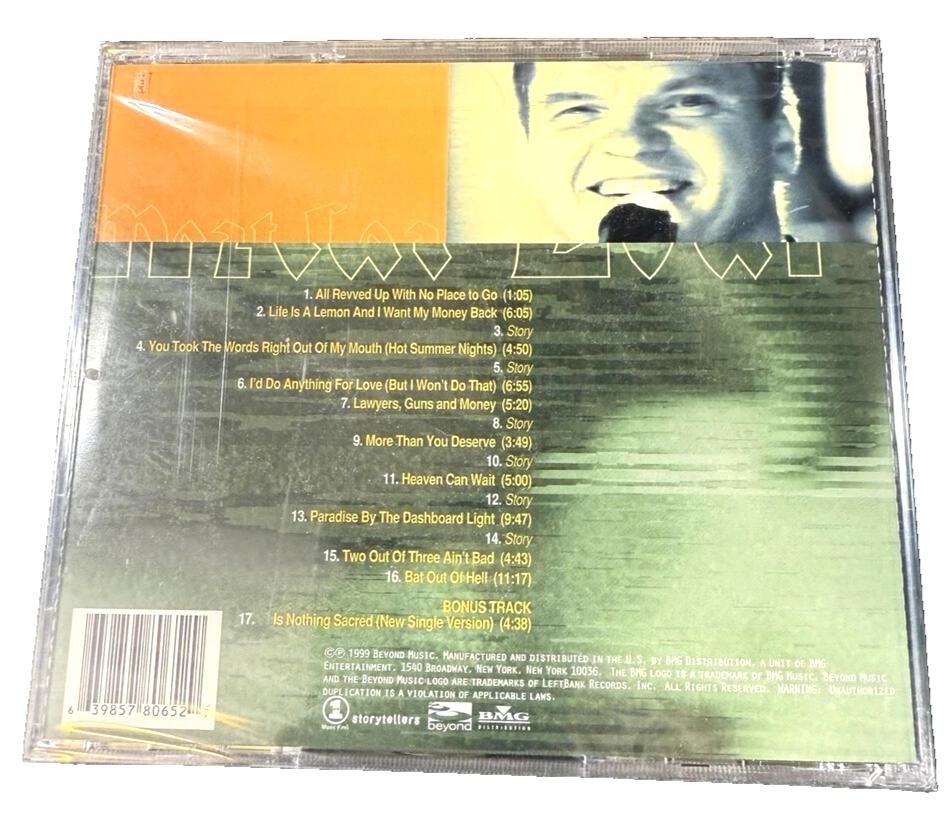 Meat Loaf
1. All Revved Up With No Place to Go (1:05)
2. Life Is A Lemon And I Want My Money Back (6:05)
3. Story
4. You Took The Words Right Out Of My Mouth (Hot Summer Nights) (4:50)
5. Story
6. I'd Do Anything For Love (But I Won't Do That) (6:55)
7. Lawyers, Guns and Money (5:20)
8. Story
9. More Than You Deserve (3:49)
10. Story
11. Heaven Can Wait (5:00)
12. Story
13. Paradise By The Dashboard Light (9:47)
14. Story
15. Two Out Of Three Ain't Bad (4:43)
16. Bat Out Of Hell (11:17)
BONUS TRACK
17. Is Nothing Sacred (New Single Version) (4:38)
©℗ 1999 Beyond Music. Manufactured and distributed in the U.S. by BMG Distribution, a unit of BMG
Entertainment, 1540 Broadway, New York, New York 10036. The BMG logo is a trademark of BMG Music. Beyond Music
and the Beyond Music logo are trademarks of LeftBank Records, Inc. All Rights Reserved. WARNING: Unauthorized
duplication is a violation of applicable laws.
6 39857 80652
1 Music First storytellers beyond BMG DISTRIBUTION